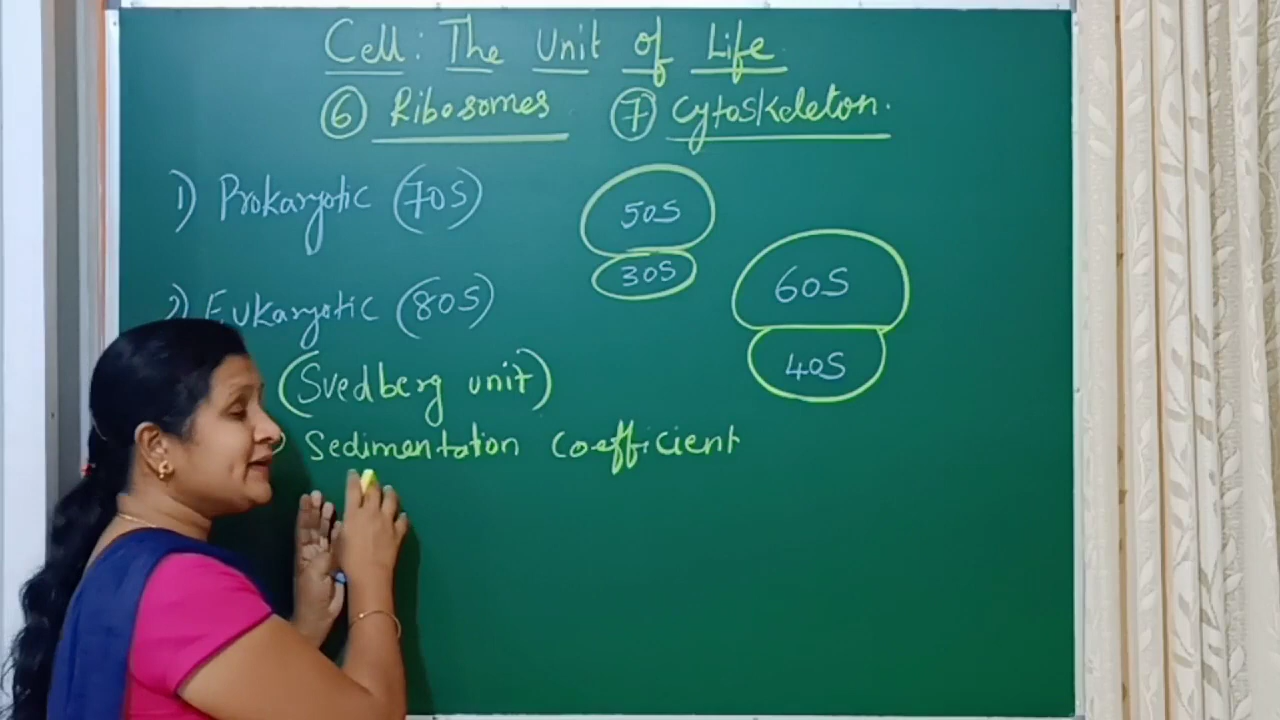 Cell: The Unit of Life
⑥ Ribosomes ⑦ Cytoskeleton.
1) Prokaryotic (70S)
50S
30S
2) Eukaryotic (80S)
60S
40S
(Svedberg unit)
Sedimentation Coefficient